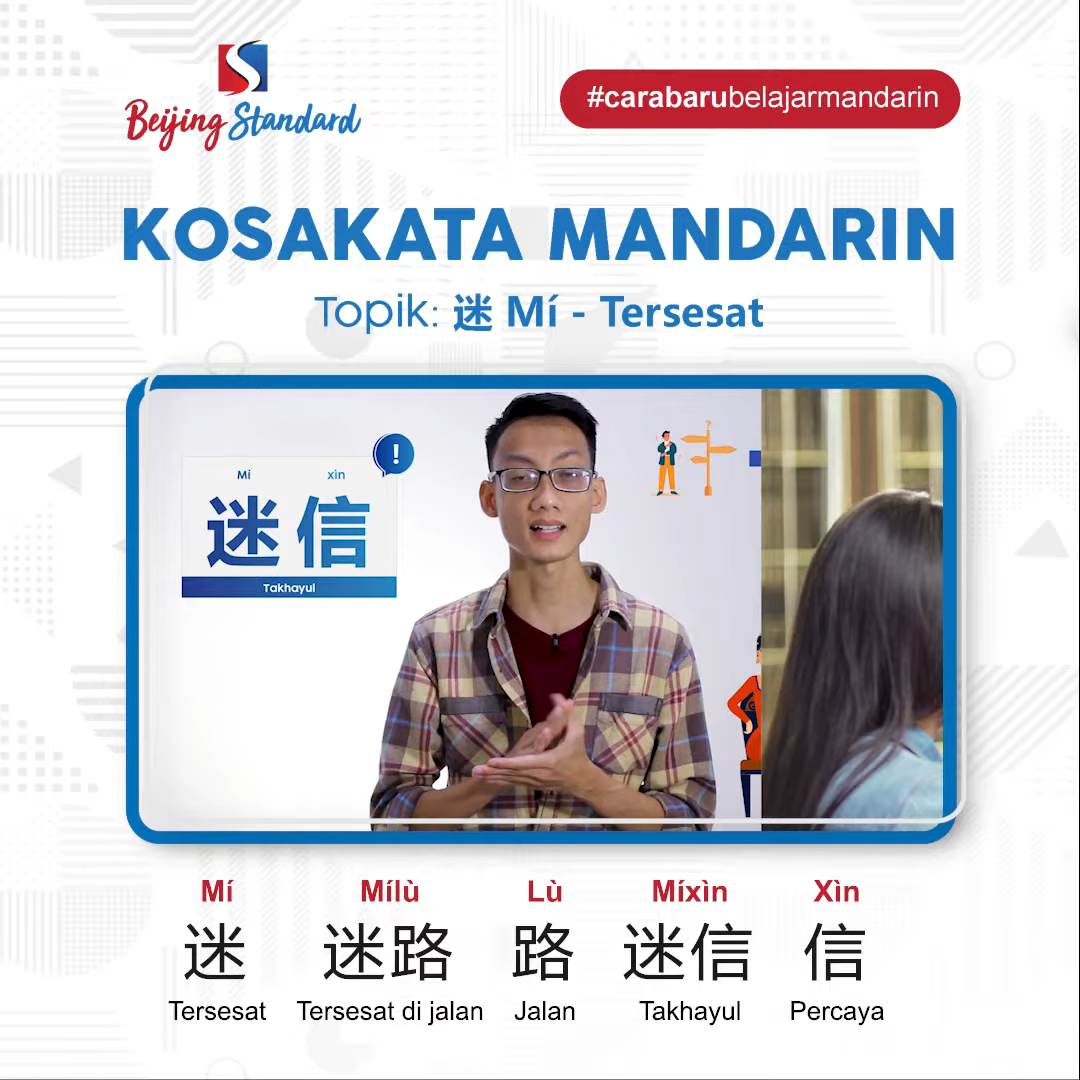 Beijing Standard
#carabarubelajarmandarin
KOSAKATA MANDARIN
Topik: 迷 Mí - Tersesat
!
Mí xìn
迷信
Takhayul
Mí Mílù Lù Míxìn Xìn
迷 迷路 路 迷信 信
Tersesat Tersesat di jalan Jalan Takhayul Percaya